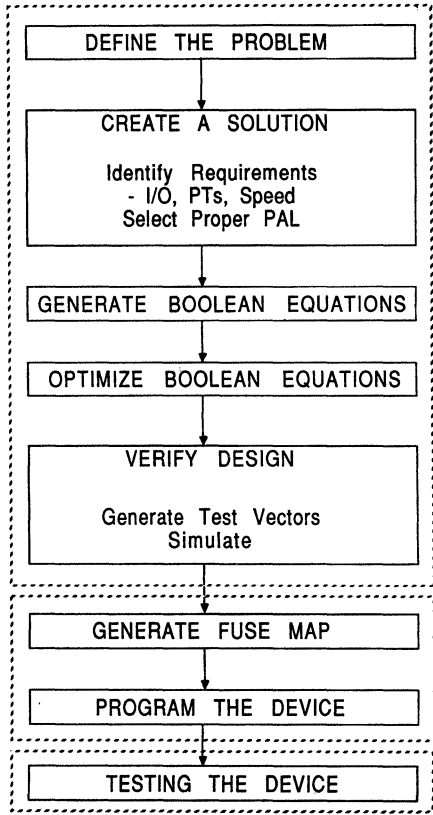 DEFINE THE PROBLEM
CREATE A SOLUTION
Identify Requirements
- I/O, PTs, Speed
Select Proper PAL
GENERATE BOOLEAN EQUATIONS
OPTIMIZE BOOLEAN EQUATIONS
VERIFY DESIGN
Generate Test Vectors
Simulate
GENERATE FUSE MAP
PROGRAM THE DEVICE
TESTING THE DEVICE